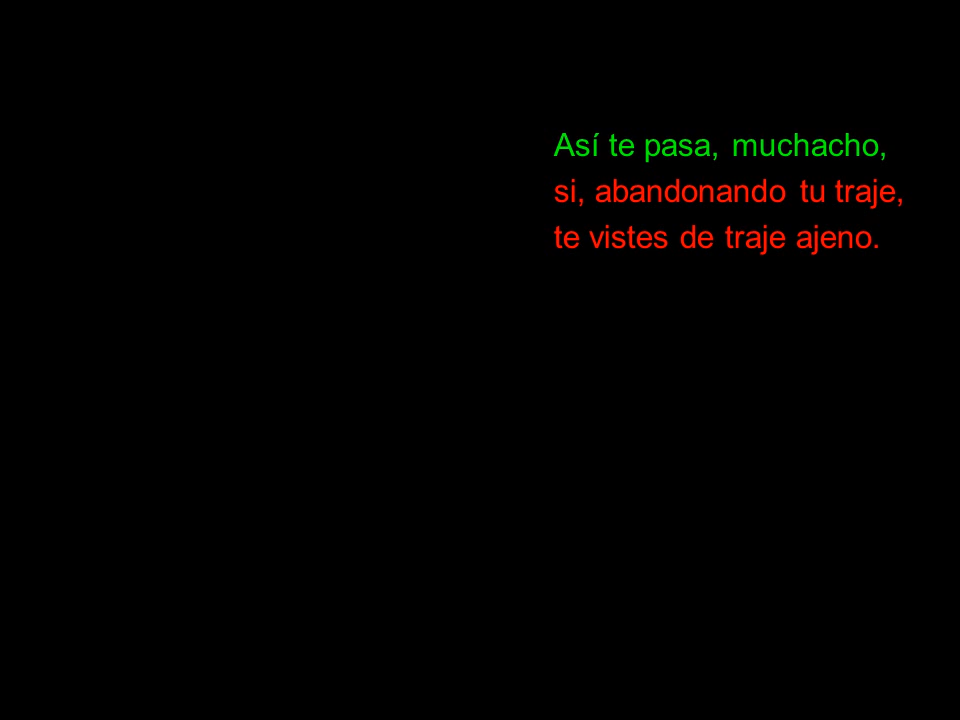 Así te pasa, muchacho,
si, abandonando tu traje,
te vistes de traje ajeno.